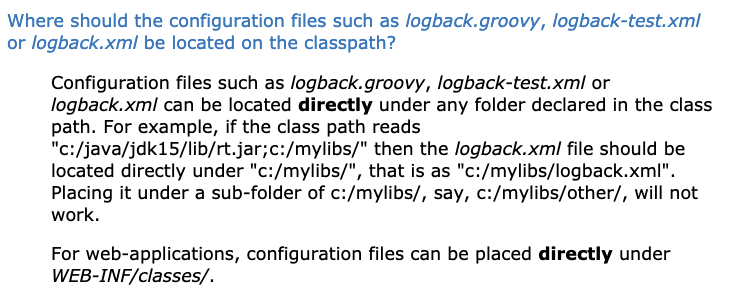 Where should the configuration files such as logback.groovy, logback-test.xml
or logback.xml be located on the classpath?
Configuration files such as logback.groovy, logback-test.xml or
logback.xml can be located directly under any folder declared in the class
path. For example, if the class path reads
"c:/java/jdk15/lib/rt.jar;c:/mylibs/" then the logback.xml file should be
located directly under "c:/mylibs/", that is as "c:/mylibs/logback.xml".
Placing it under a sub-folder of c:/mylibs/, say, c:/mylibs/other/, will not
work.
For web-applications, configuration files can be placed directly under
WEB-INF/classes/.